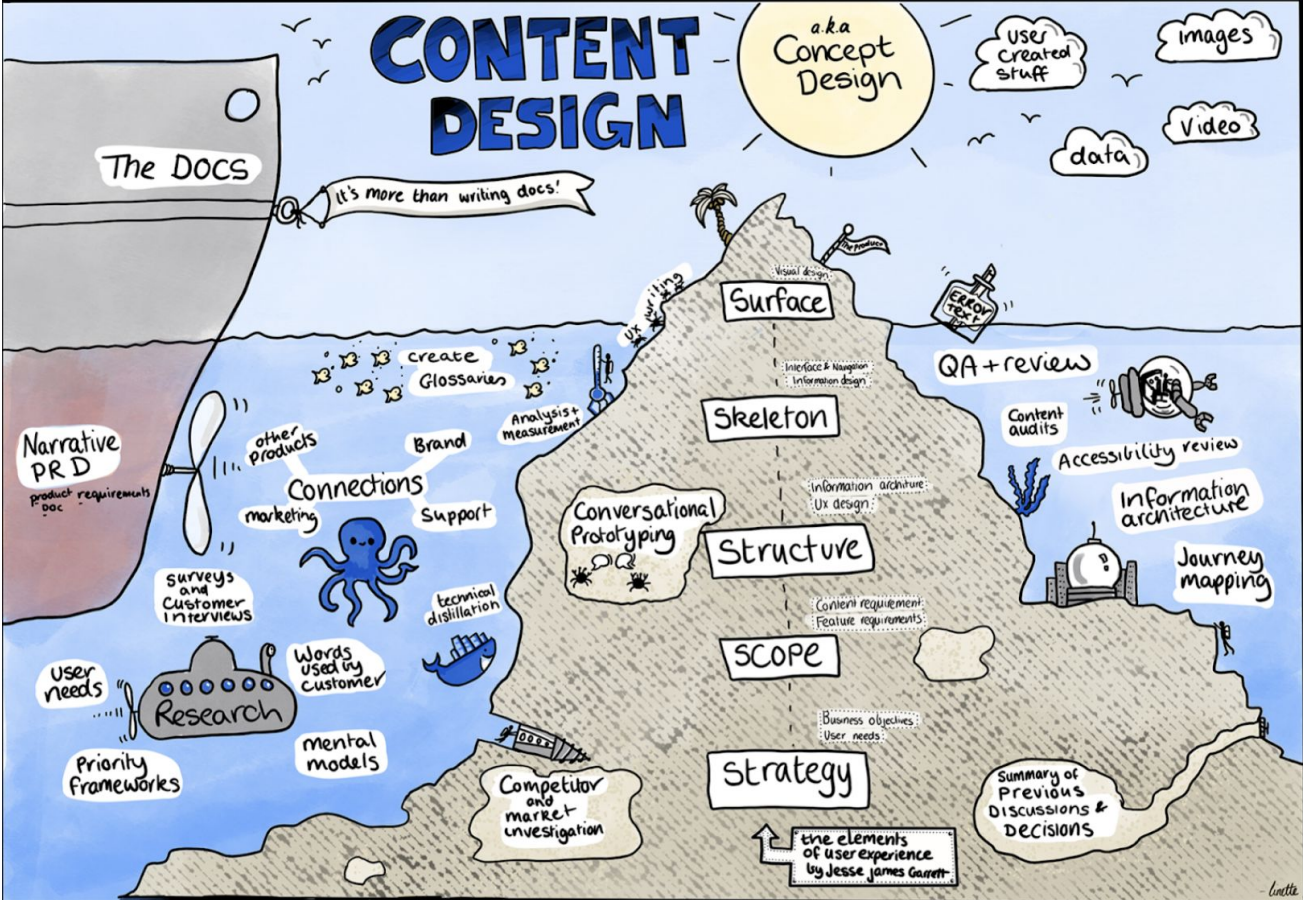 CONTENT
DESIGN
a.k.a
Concept
Design
user
created
stuff
images
Video
data
The DOCS
It's more than writing docs!
The Product
Visual design
Surface
UX writing
ERROR
TEXT
create
Glossaries
Analysis+
measurement
Interface & Navigation
Information design
Skeleton
QA+review
Content
audits
Accessibility review
Information
architecture
Journey
mapping
Narrative
PRD
product requirements
DOC
other
products
Brand
Connections
marketing
Support
Conversational
Prototyping
Information architure
Ux design
Structure
surveys
and
Customer
Interviews
technical
distillation
Content requirement
Feature requirements
SCOPE
user
needs
Words
used by
customer
Research
Priority
frameworks
mental
models
Business objectives
User needs
Strategy
Competitor
and
market
investigation
Summary of
Previous
Discussions &
Decisions
the elements
of user experience
by Jesse james Garrett
Linette